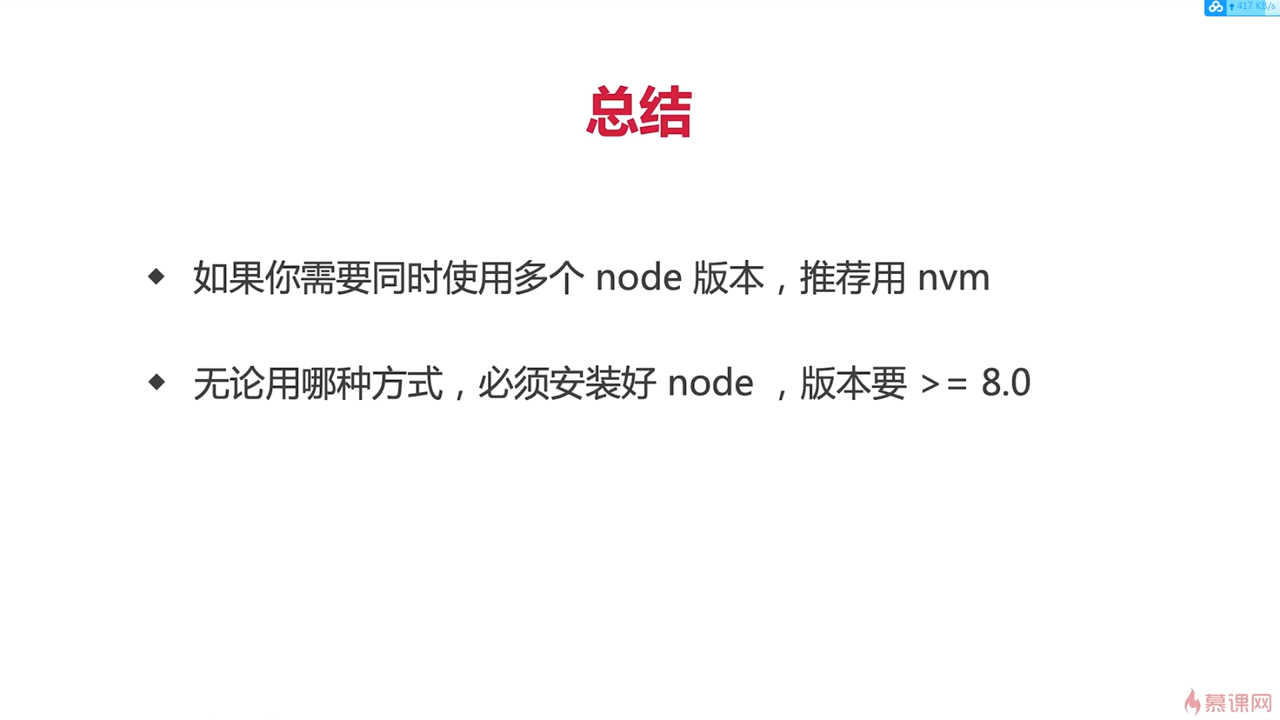 417 KB/s
总结
如果你需要同时使用多个 node 版本，推荐用 nvm
无论用哪种方式，必须安装好 node ，版本要 >= 8.0
慕课网